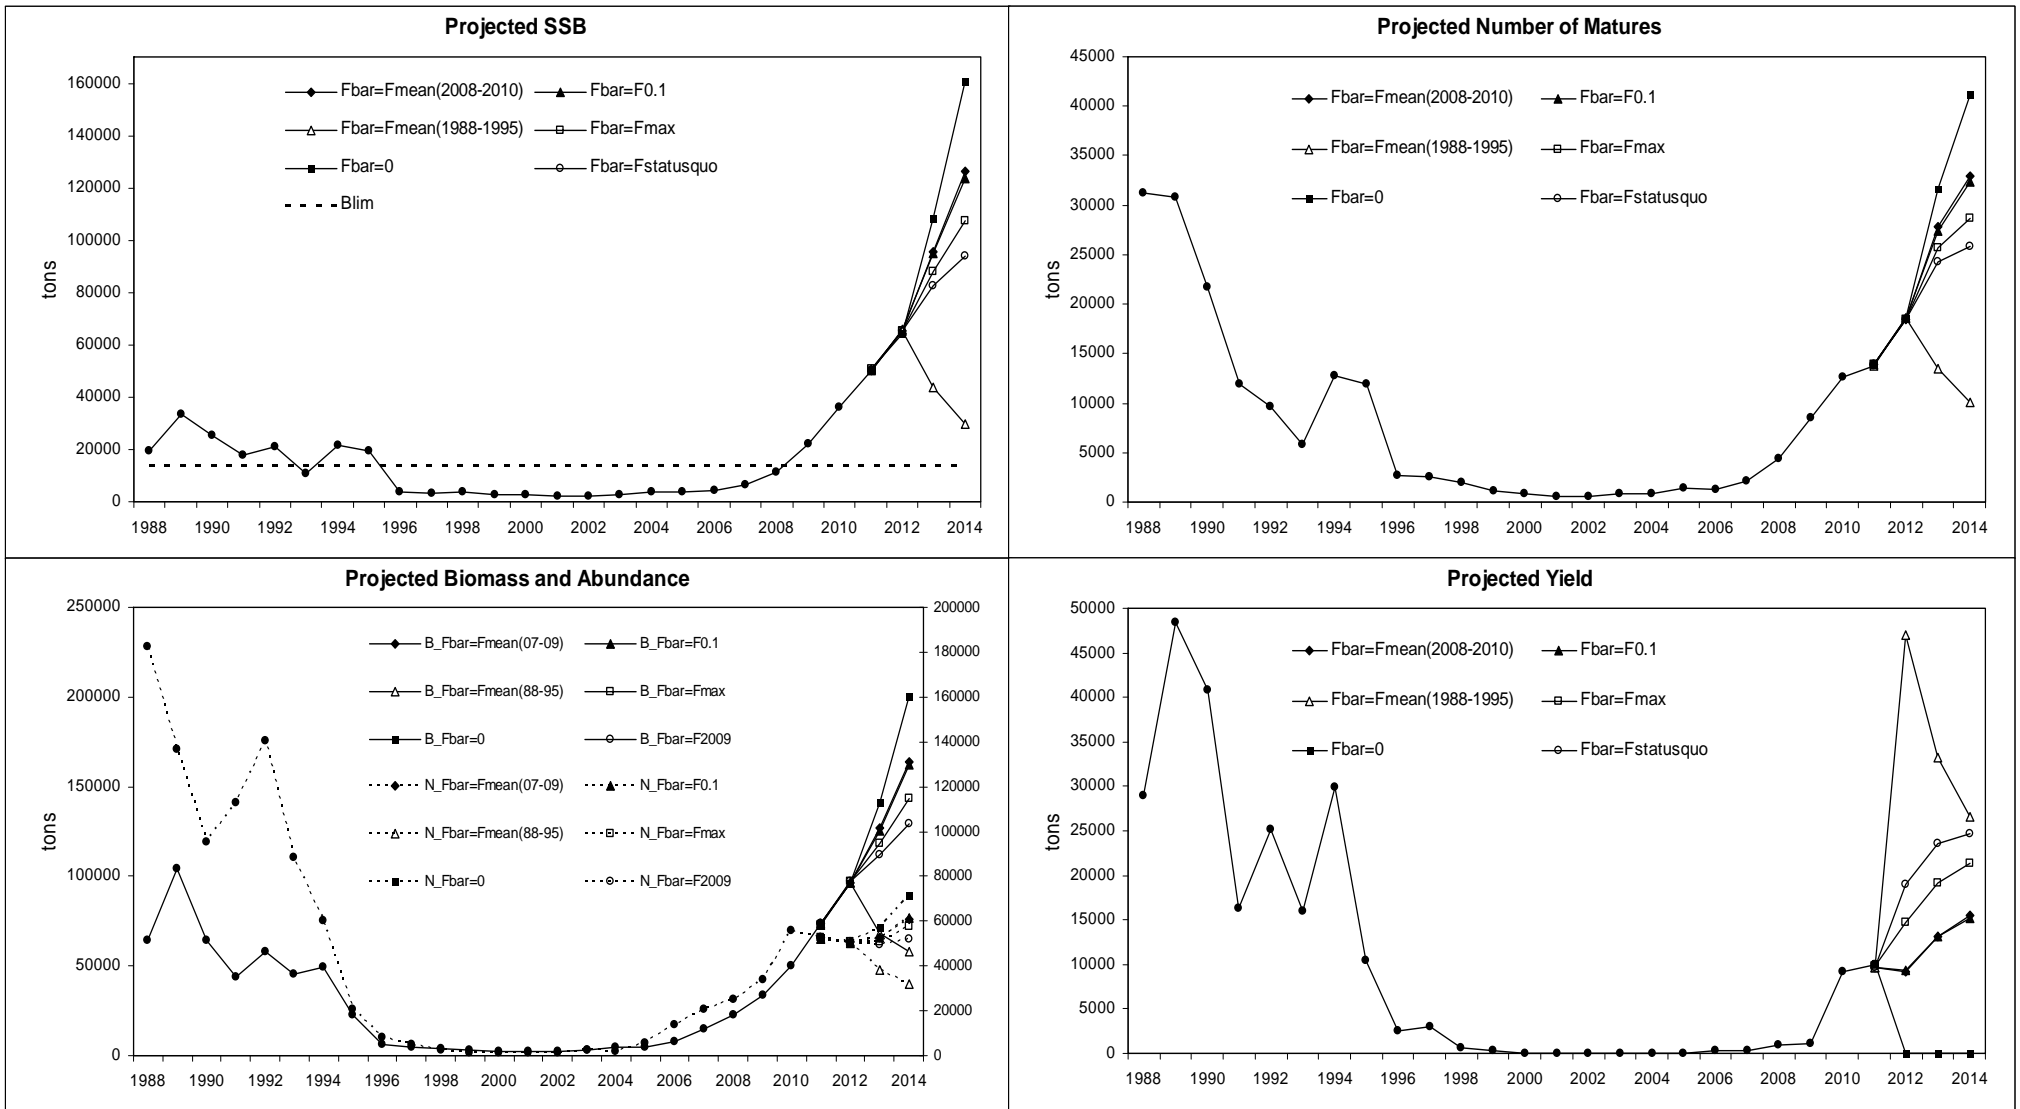 Projected SSB
160000
140000
120000
100000
80000
60000
40000
20000
0
tons
Fbar=Fmean(2008-2010) Fbar=F0.1
Fbar=Fmean(1988-1995) Fbar=Fmax
Fbar=0 Fbar=Fstatusquo
Blim
1988 1990 1992 1994 1996 1998 2000 2002 2004 2006 2008 2010 2012 2014
Projected Number of Matures
45000
40000
35000
30000
25000
20000
15000
10000
5000
0
tons
Fbar=Fmean(2008-2010) Fbar=F0.1
Fbar=Fmean(1988-1995) Fbar=Fmax
Fbar=0 Fbar=Fstatusquo
1988 1990 1992 1994 1996 1998 2000 2002 2004 2006 2008 2010 2012 2014
Projected Biomass and Abundance
250000
200000
150000
100000
50000
0
tons
B_Fbar=Fmean(07-09) B_Fbar=F0.1
B_Fbar=Fmean(88-95) B_Fbar=Fmax
B_Fbar=0 B_Fbar=F2009
N_Fbar=Fmean(07-09) N_Fbar=F0.1
N_Fbar=Fmean(88-95) N_Fbar=Fmax
N_Fbar=0 N_Fbar=F2009
200000
180000
160000
140000
120000
100000
80000
60000
40000
20000
0
1988 1990 1992 1994 1996 1998 2000 2002 2004 2006 2008 2010 2012 2014
Projected Yield
50000
45000
40000
35000
30000
25000
20000
15000
10000
5000
0
tons
Fbar=Fmean(2008-2010) Fbar=F0.1
Fbar=Fmean(1988-1995) Fbar=Fmax
Fbar=0 Fbar=Fstatusquo
1988 1990 1992 1994 1996 1998 2000 2002 2004 2006 2008 2010 2012 2014